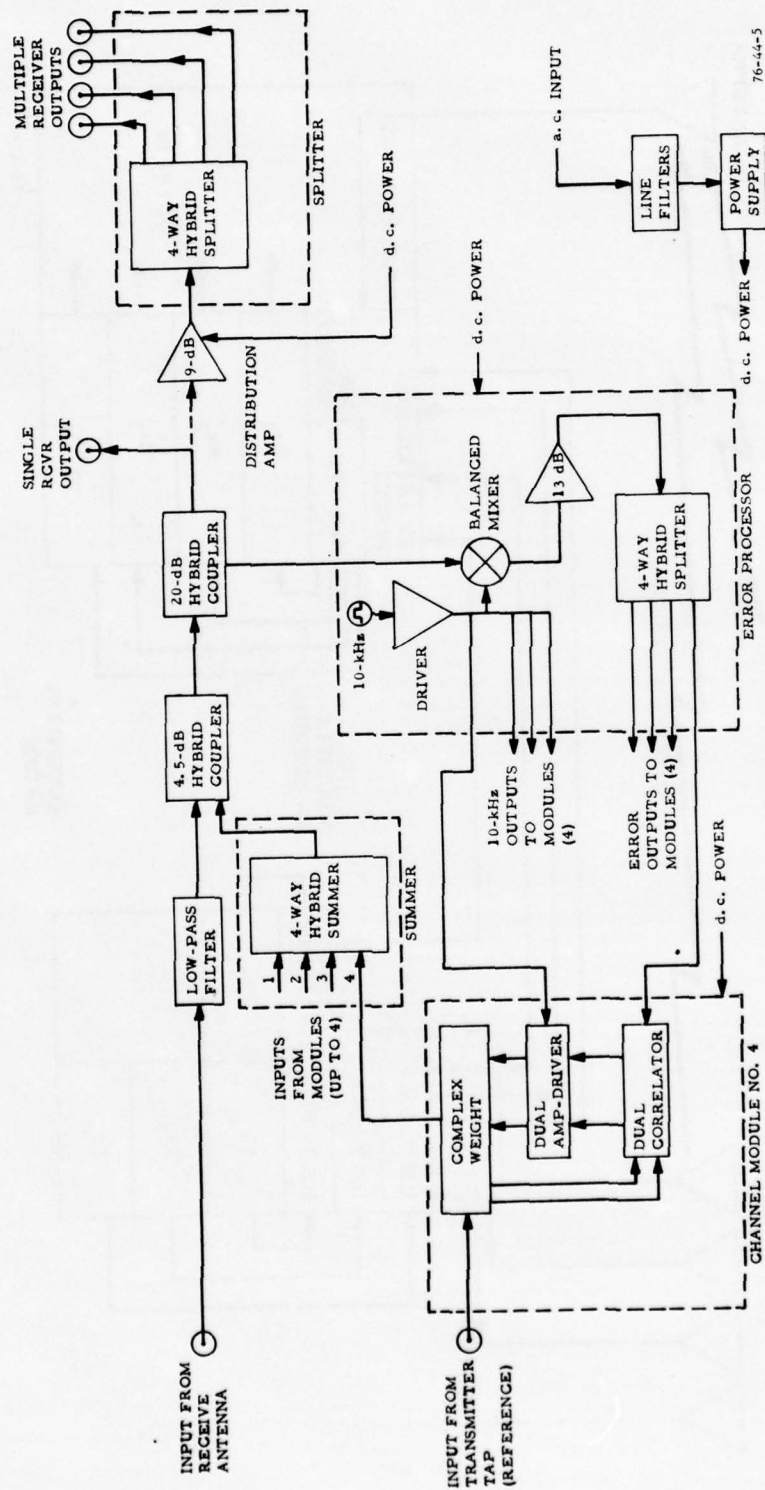 MULTIPLE
RECEIVER
OUTPUTS
4-WAY
HYBRID
SPLITTER
SPLITTER
SINGLE
RCVR
OUTPUT
9-dB
DISTRIBUTION
AMP
d.c. POWER
20-dB
HYBRID
COUPLER
4.5-dB
HYBRID
COUPLER
LOW-PASS
FILTER
INPUT FROM
RECEIVE
ANTENNA
4-WAY
HYBRID
SUMMER
SUMMER
1
2
3
4
INPUTS
FROM
MODULES
(UP TO 4)
d.c. POWER
10-kHz
DRIVER
BALANCED
MIXER
13 dB
4-WAY
HYBRID
SPLITTER
ERROR PROCESSOR
10-kHz
OUTPUTS
TO
MODULES
(4)
ERROR
OUTPUTS TO
MODULES (4)
d.c. POWER
INPUT FROM
TRANSMITTER
TAP
(REFERENCE)
COMPLEX
WEIGHT
DUAL
AMP-DRIVER
DUAL
CORRELATOR
CHANNEL MODULE NO. 4
a.c. INPUT
LINE
FILTERS
POWER
SUPPLY
d.c. POWER
76-44-5